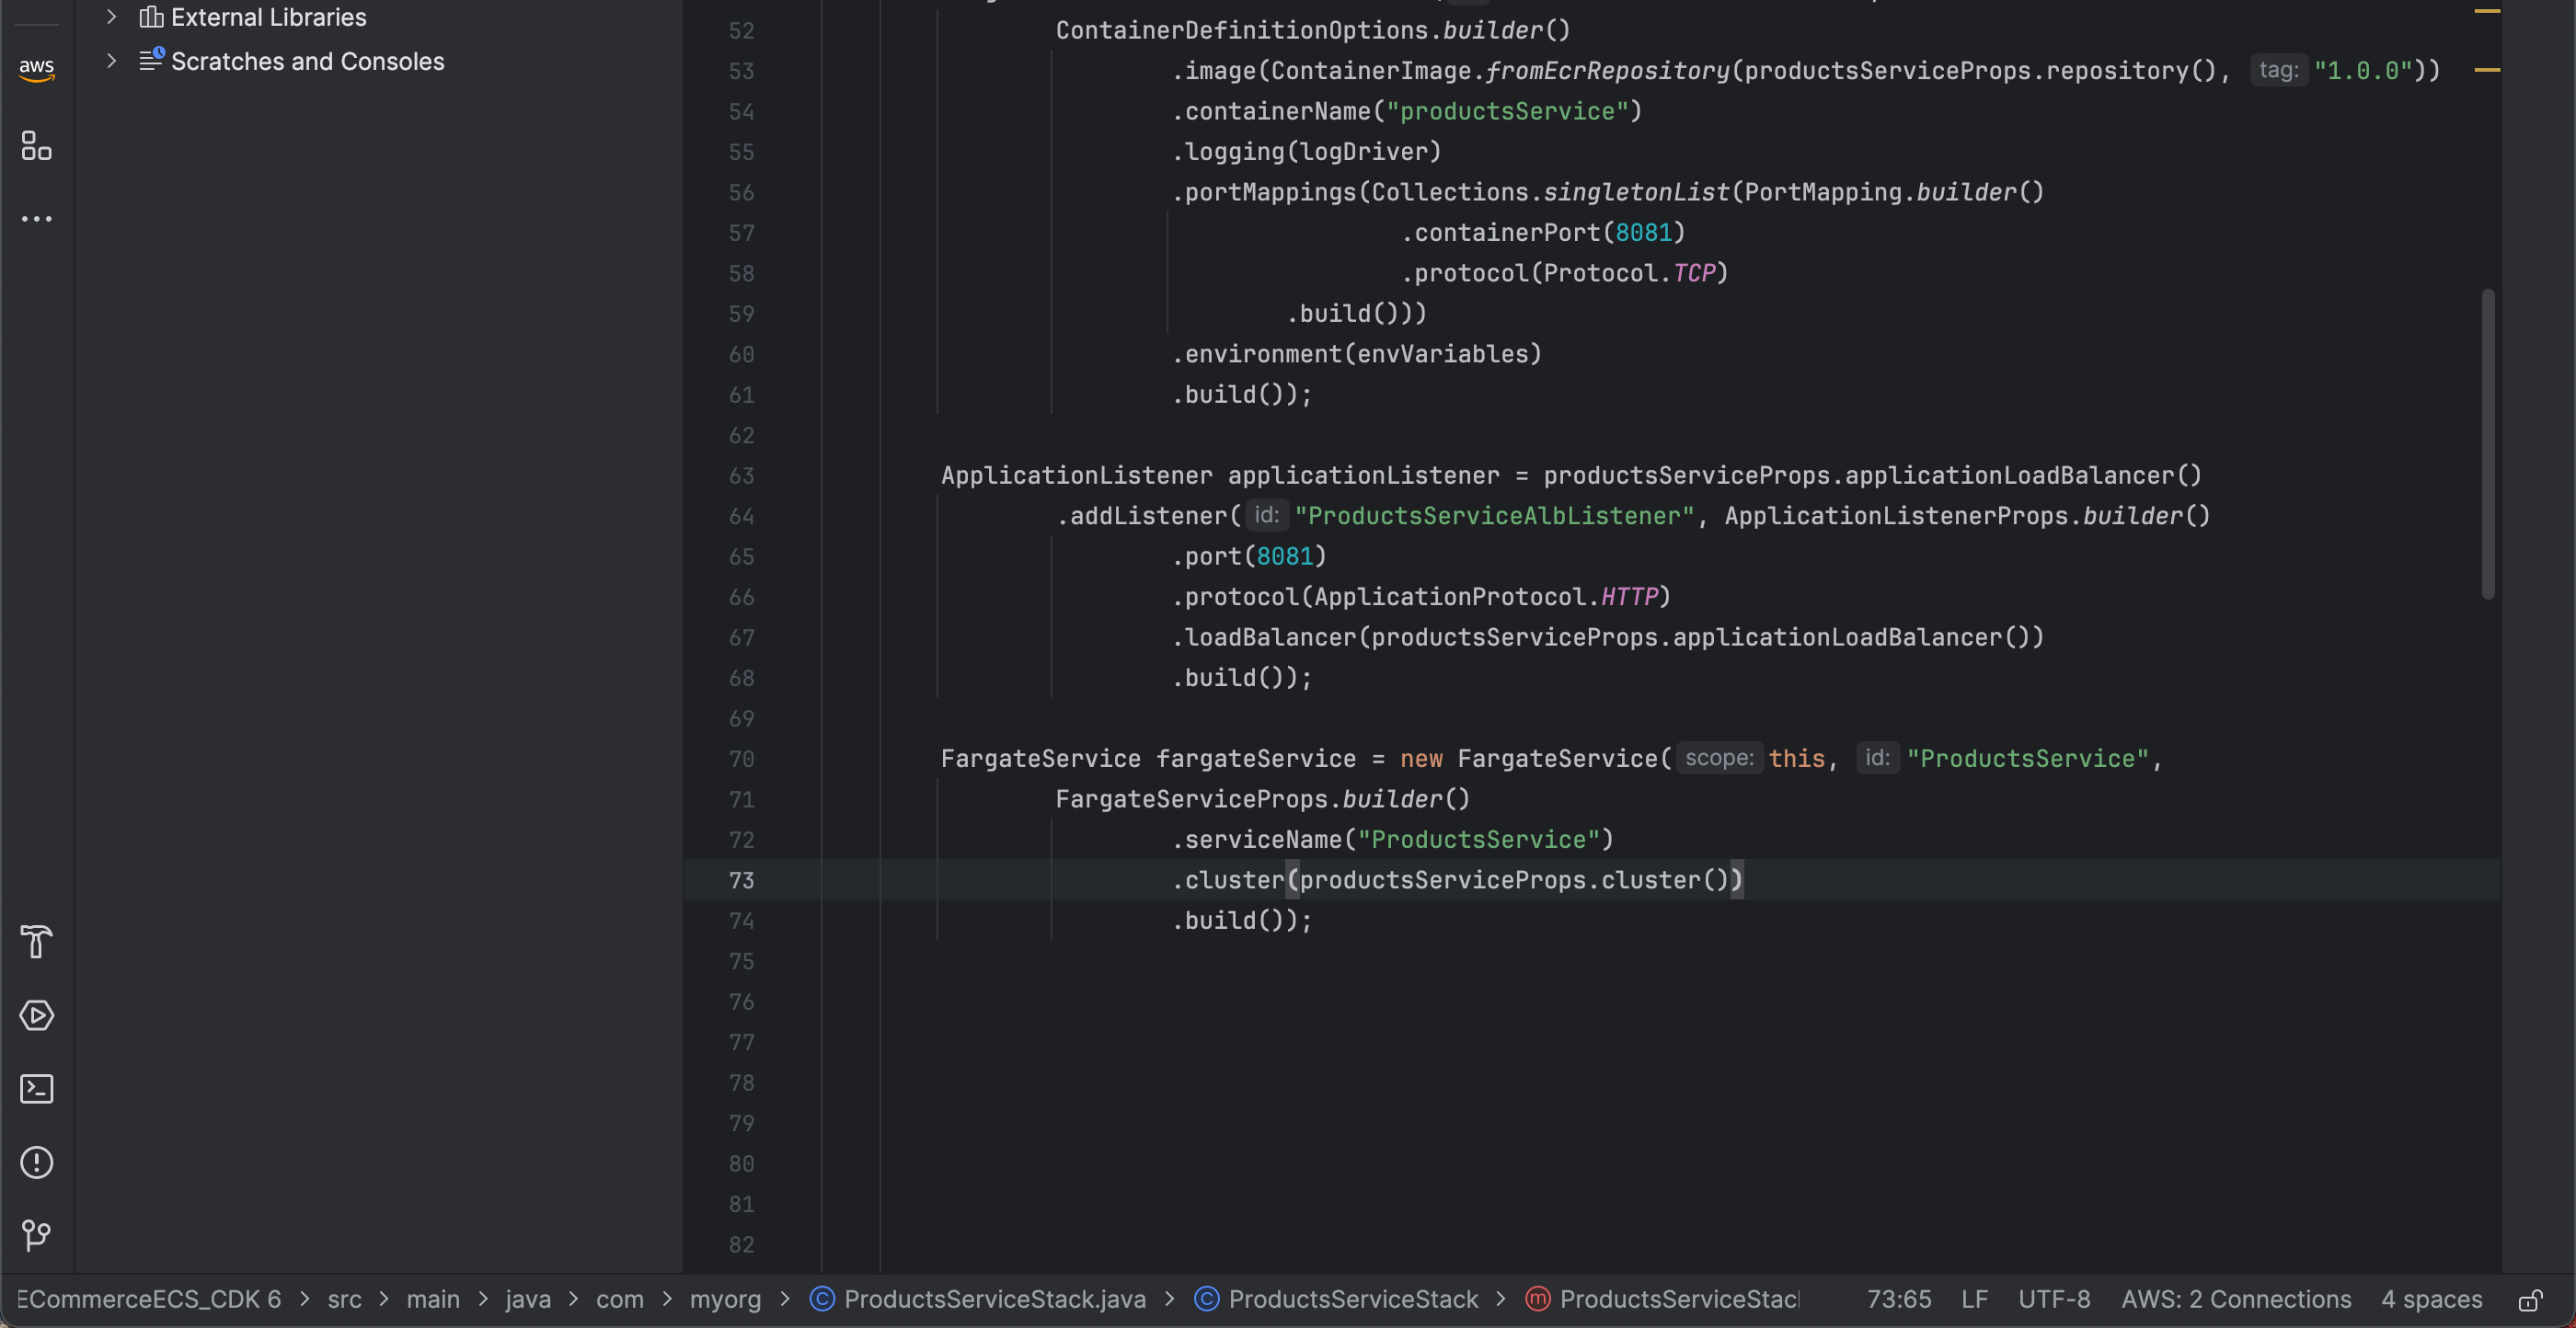 External Libraries
aws
Scratches and Consoles
52 ContainerDefinitionOptions.builder()
53 .image(ContainerImage.fromEcrRepository(productsServiceProps.repository(), tag: "1.0.0"))
54 .containerName("productsService")
55 .logging(logDriver)
56 .portMappings(Collections.singletonList(PortMapping.builder()
57 .containerPort(8081)
58 .protocol(Protocol.TCP)
59 .build()))
60 .environment(envVariables)
61 .build());
62
63 ApplicationListener applicationListener = productsServiceProps.applicationLoadBalancer()
64 .addListener( id: "ProductsServiceAlbListener", ApplicationListenerProps.builder()
65 .port(8081)
66 .protocol(ApplicationProtocol.HTTP)
67 .loadBalancer(productsServiceProps.applicationLoadBalancer())
68 .build());
69
70 FargateService fargateService = new FargateService( scope: this, id: "ProductsService",
71 FargateServiceProps.builder()
72 .serviceName("ProductsService")
73 .cluster(productsServiceProps.cluster())
74 .build());
75
76
77
78
79
80
81
82
ECommerceECS_CDK 6 > src > main > java > com > myorg > ProductsServiceStack.java > ProductsServiceStack > ProductsServiceStac 73:65 LF UTF-8 AWS: 2 Connections 4 spaces